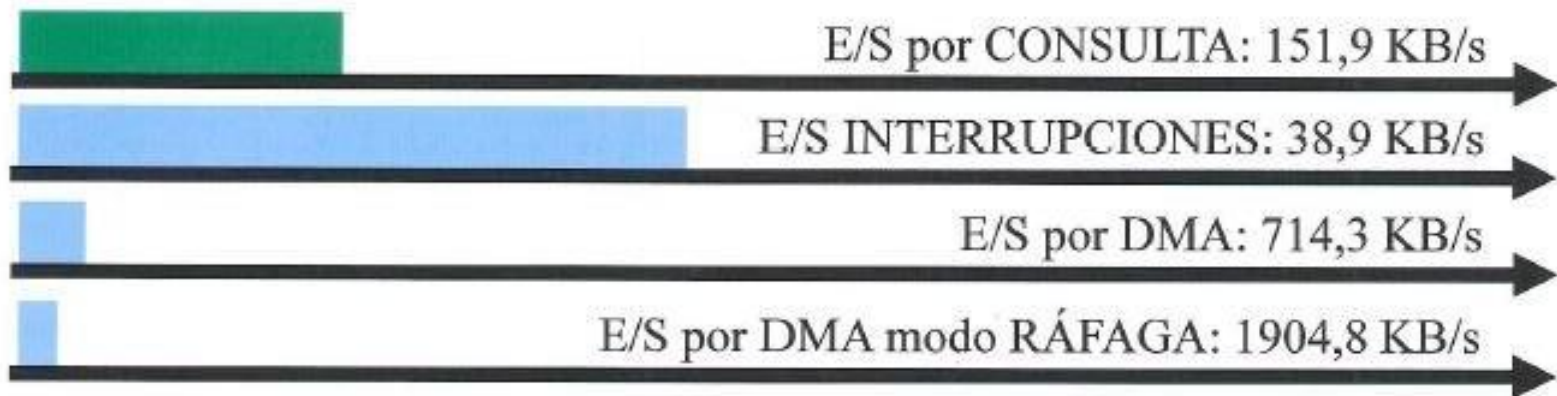 E/S por CONSULTA: 151,9 KB/s
E/S INTERRUPCIONES: 38,9 KB/s
E/S por DMA: 714,3 KB/s
E/S por DMA modo RÁFAGA: 1904,8 KB/s